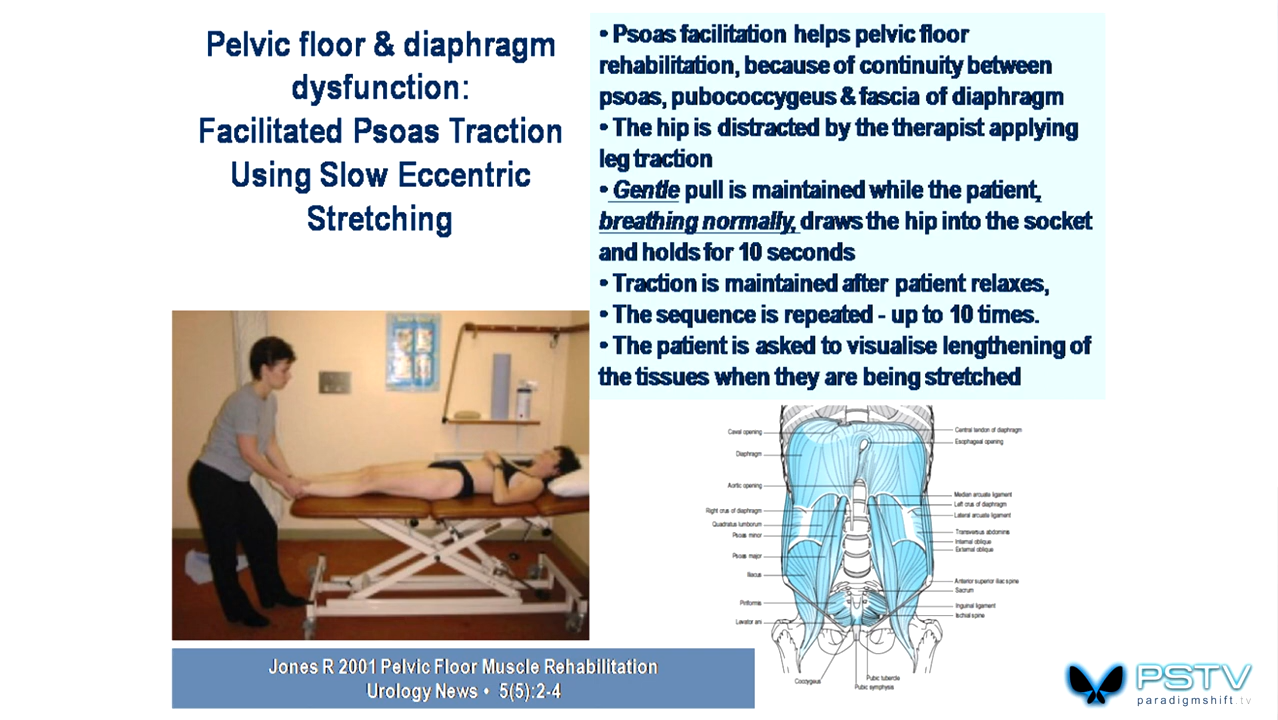 Pelvic floor & diaphragm
dysfunction:
Facilitated Psoas Traction
Using Slow Eccentric
Stretching
• Psoas facilitation helps pelvic floor
rehabilitation, because of continuity between
psoas, pubococcygeus & fascia of diaphragm
• The hip is distracted by the therapist applying
leg traction
• Gentle pull is maintained while the patient,
breathing normally, draws the hip into the socket
and holds for 10 seconds
• Traction is maintained after patient relaxes,
• The sequence is repeated - up to 10 times.
• The patient is asked to visualise lengthening of
the tissues when they are being stretched
Caval opening
Diaphragm
Aortic opening
Right crus of diaphragm
Quadratus lumborum
Psoas minor
Psoas major
Iliacus
Piriformis
Levator ani
Coccygeus
Central tendon of diaphragm
Esophageal opening
Median arcuate ligament
Left crus of diaphragm
Lateral arcuate ligament
Transversus abdominis
Internal oblique
External oblique
Anterior superior iliac spine
Sacrum
Inguinal ligament
Ischial spine
Pubic tubercle
Pubic symphysis
Jones R 2001 Pelvic Floor Muscle Rehabilitation
Urology News • 5(5):2-4
PSTV
paradigmshift.tv